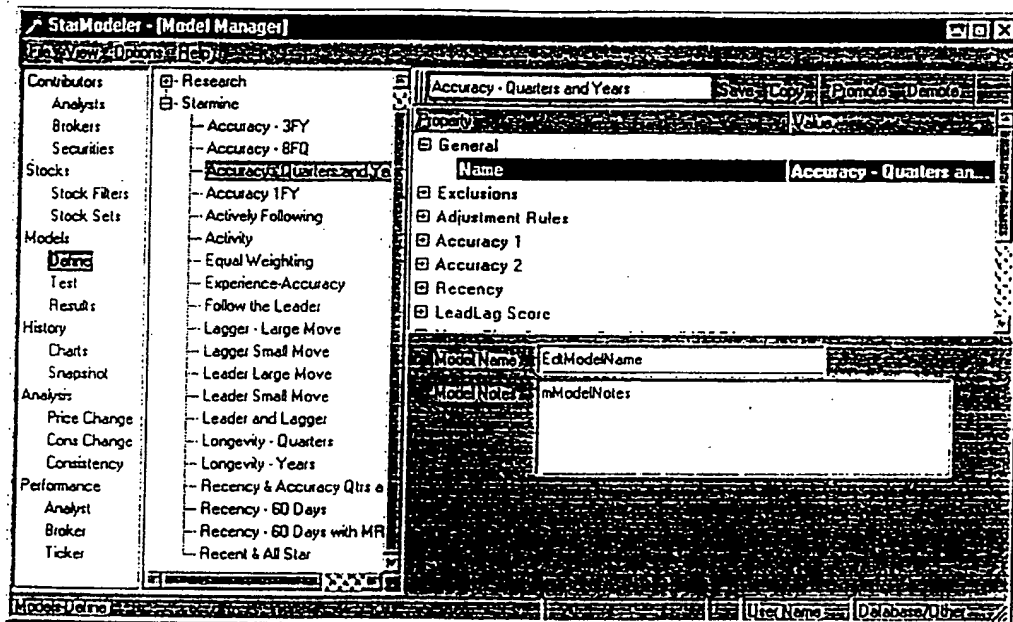 StarModeler - [Model Manager]
File View Options Help
Contributors
Analysts
Brokers
Securities
Stocks
Stock Filters
Stock Sets
Models
Define
Test
Results
History
Charts
Snapshot
Analysis
Price Change
Cons Change
Consistency
Performance
Analyst
Broker
Ticker
Research
Starmine
Accuracy - 3FY
Accuracy - 8FQ
Accuracy - Quarters and Ye
Accuracy 1FY
Actively Following
Activity
Equal Weighting
Experience-Accuracy
Follow the Leader
Lagger - Large Move
Lagger Small Move
Leader Large Move
Leader Small Move
Leader and Lagger
Longevity - Quarters
Longevity - Years
Recency & Accuracy Qtrs a
Recency - 60 Days
Recency - 60 Days with MR
Recent & All Star
Accuracy - Quarters and Years Save Copy Promote Demote
Property Value
General
Name Accuracy - Quarters an...
Exclusions
Adjustment Rules
Accuracy 1
Accuracy 2
Recency
LeadLag Score
Model Name EditModelName
Model Notes mModelNotes
Models-Define User Name Database/Other